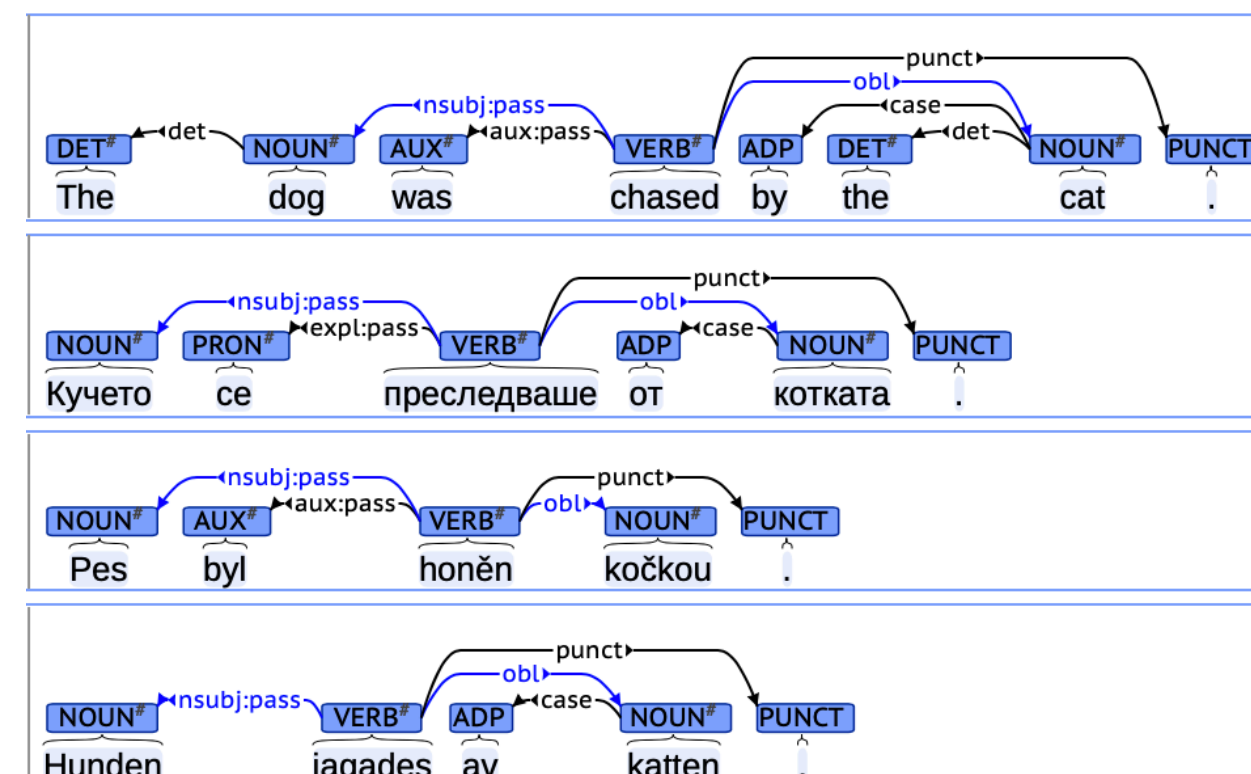 punct
obl
nsubj:pass case
det aux:pass det
DET# NOUN# AUX# VERB# ADP DET# NOUN# PUNCT
The dog was chased by the cat .
punct
nsubj:pass obl
expl:pass case
NOUN# PRON# VERB# ADP NOUN# PUNCT
Кучето се преследваше от котката .
nsubj:pass punct
aux:pass obl
NOUN# AUX# VERB# NOUN# PUNCT
Pes byl honěn kočkou .
punct
obl
nsubj:pass case
NOUN# VERB# ADP NOUN# PUNCT
Hunden jagades av katten .